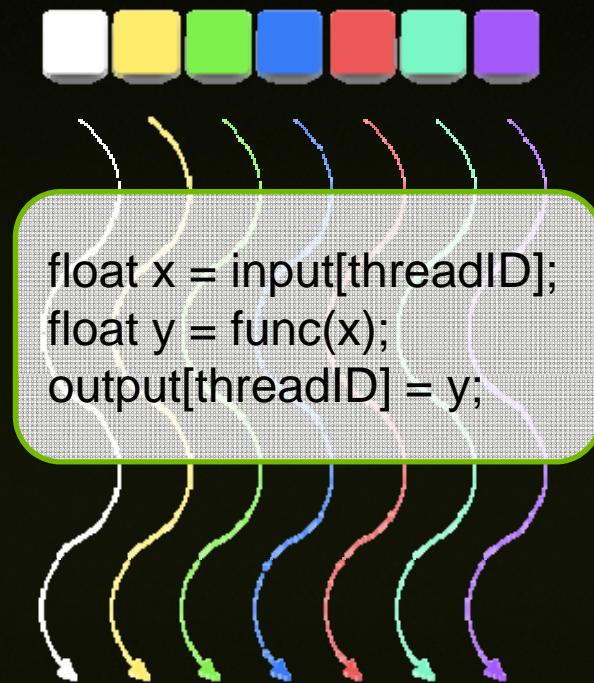 float x = input[threadID];
float y = func(x);
output[threadID] = y;